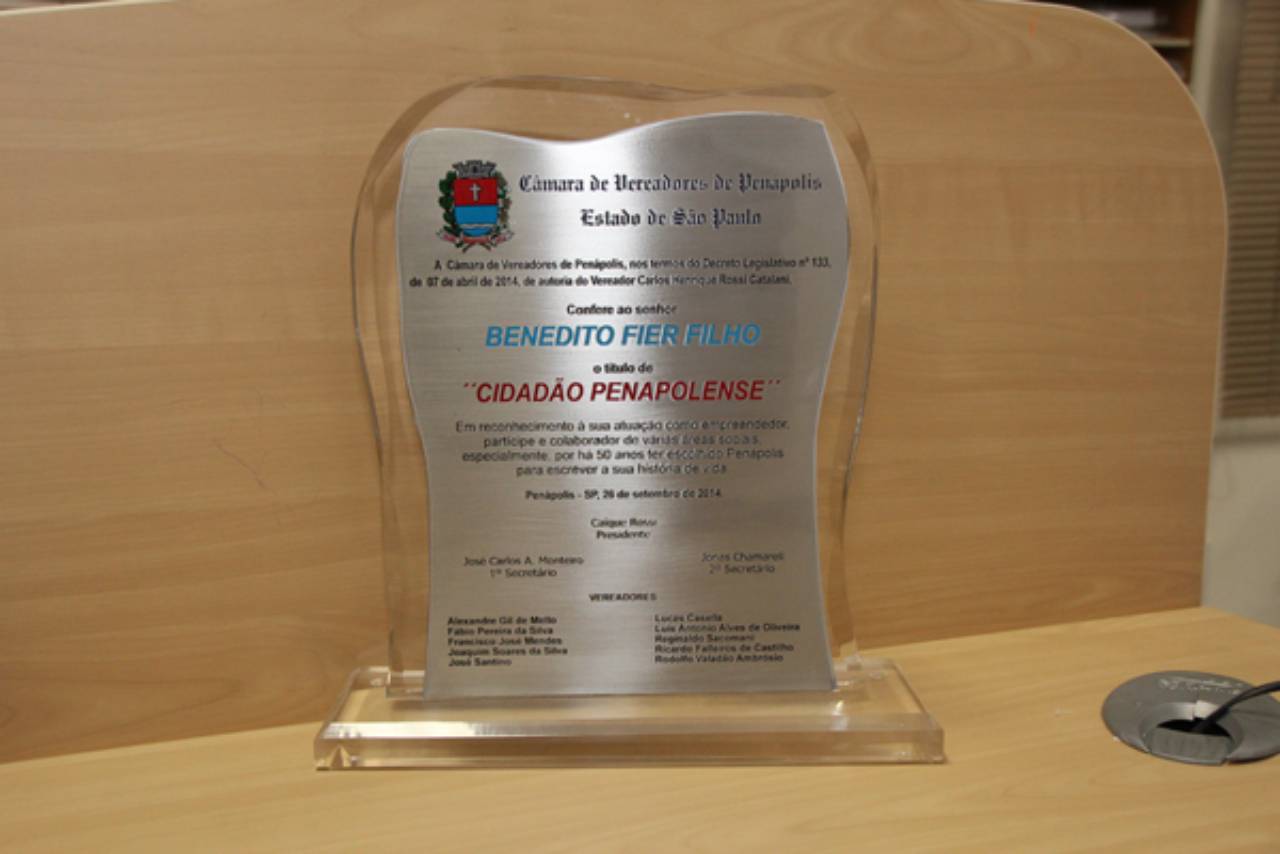 Câmara de Vereadores de Penapolis
Estado de São Paulo
A Câmara de Vereadores de Penápolis, nos termos do Decreto Legislativo nº 133,
de 07 de abril de 2014, de autoria do Vereador Carlos Henrique Rossi Catalani,
Confere ao senhor
BENEDITO FIER FILHO
o título de
´´CIDADÃO PENAPOLENSE´´
Em reconhecimento à sua atuação como empreendedor,
partícipe e colaborador de várias áreas sociais,
especialmente, por há 50 anos ter escolhido Penápolis
para escrever a sua história de vida.
Penápolis - SP, 26 de setembro de 2014.
Caique Rossi
Presidente
José Carlos A. Monteiro Jonas Chamarelli
1º Secretário 2º Secretário
VEREADORES
Alexandre Gil de Mello Lucas Casella
Fábio Pereira da Silva Luis Antonio Alves de Oliveira
Francisco José Mendes Reginaldo Sacomani
Joaquim Soares da Silva Ricardo Faleiros de Castilho
José Santino Rodolfo Valadão Ambrósio